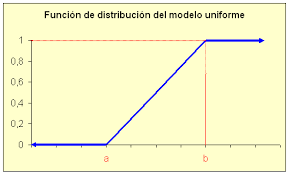 Función de distribución del modelo uniforme
1
0,8
0,6
0,4
0,2
0
a
b